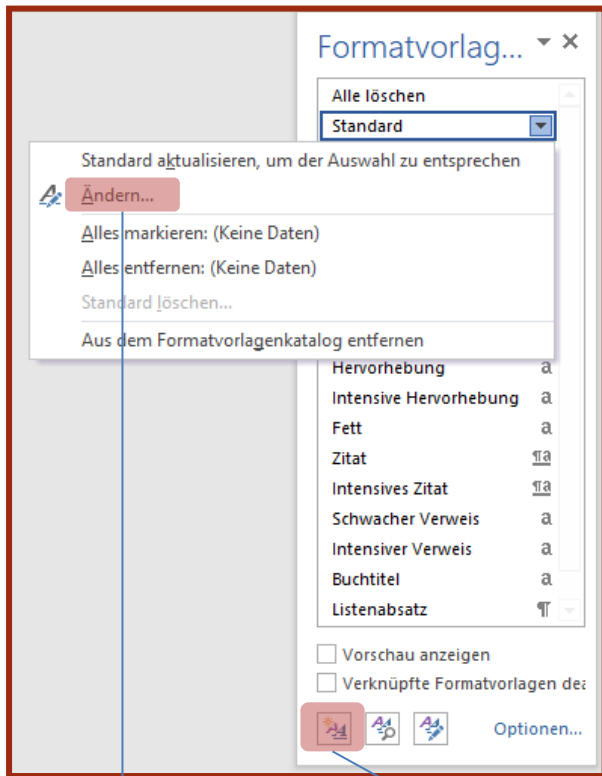 Formatvorlag...
Alle löschen
Standard
Standard aktualisieren, um der Auswahl zu entsprechen
Ändern...
Alles markieren: (Keine Daten)
Alles entfernen: (Keine Daten)
Standard löschen...
Aus dem Formatvorlagenkatalog entfernen
Hervorhebung a
Intensive Hervorhebung a
Fett a
Zitat ¶a
Intensives Zitat ¶a
Schwacher Verweis a
Intensiver Verweis a
Buchtitel a
Listenabsatz ¶
Vorschau anzeigen
Verknüpfte Formatvorlagen dea
Optionen...